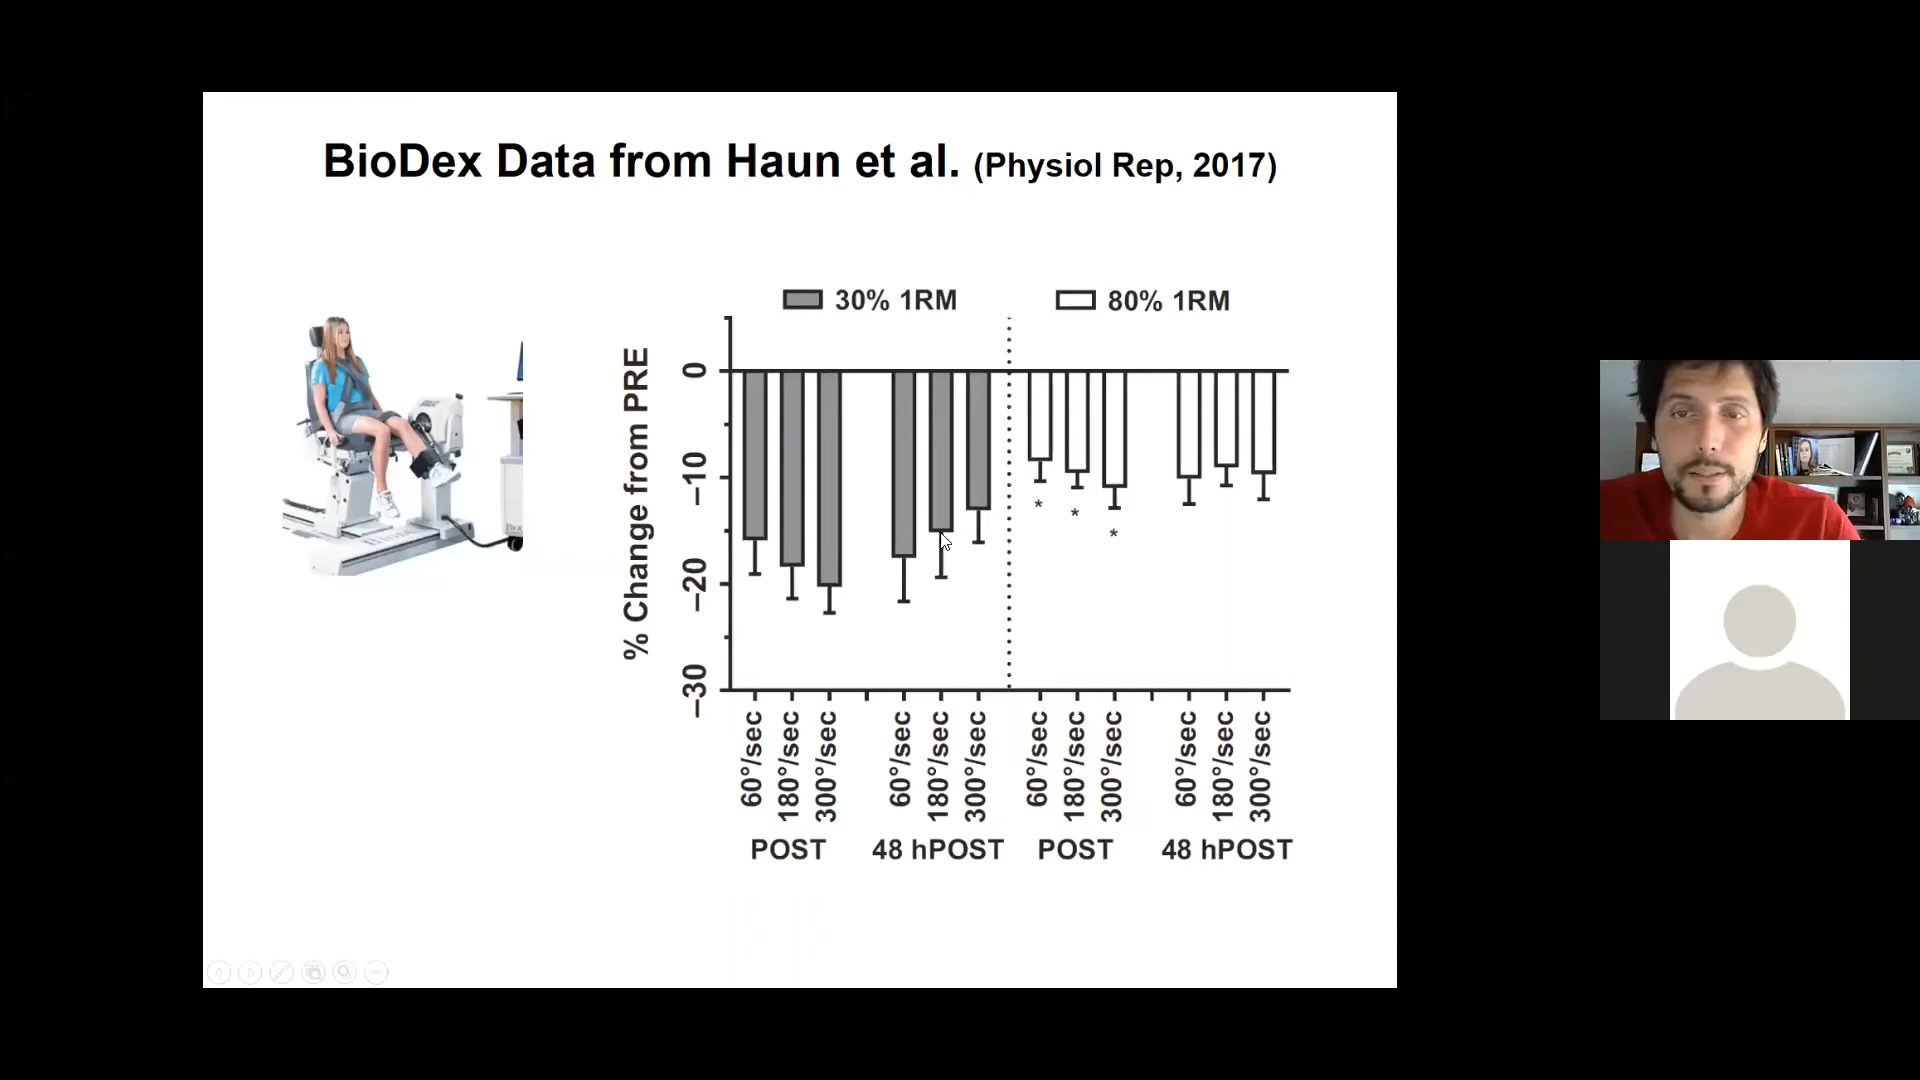 BioDex Data from Haun et al. (Physiol Rep, 2017)
30% 1RM
80% 1RM
% Change from PRE
0
−10
−20
−30
60°/sec
180°/sec
300°/sec
60°/sec
180°/sec
300°/sec
60°/sec
180°/sec
300°/sec
60°/sec
180°/sec
300°/sec
POST
48 hPOST
POST
48 hPOST
*
*
*